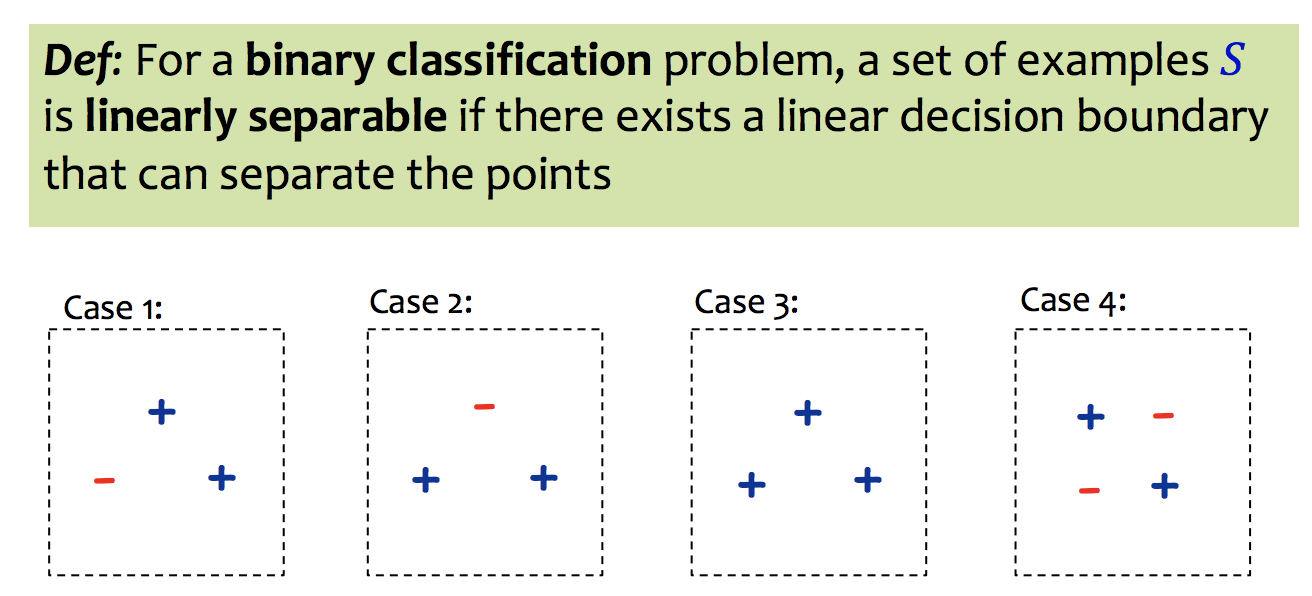 Def: For a binary classification problem, a set of examples S
is linearly separable if there exists a linear decision boundary
that can separate the points
Case 1: Case 2: Case 3: Case 4:
+ - + + -
- + + + + + - +